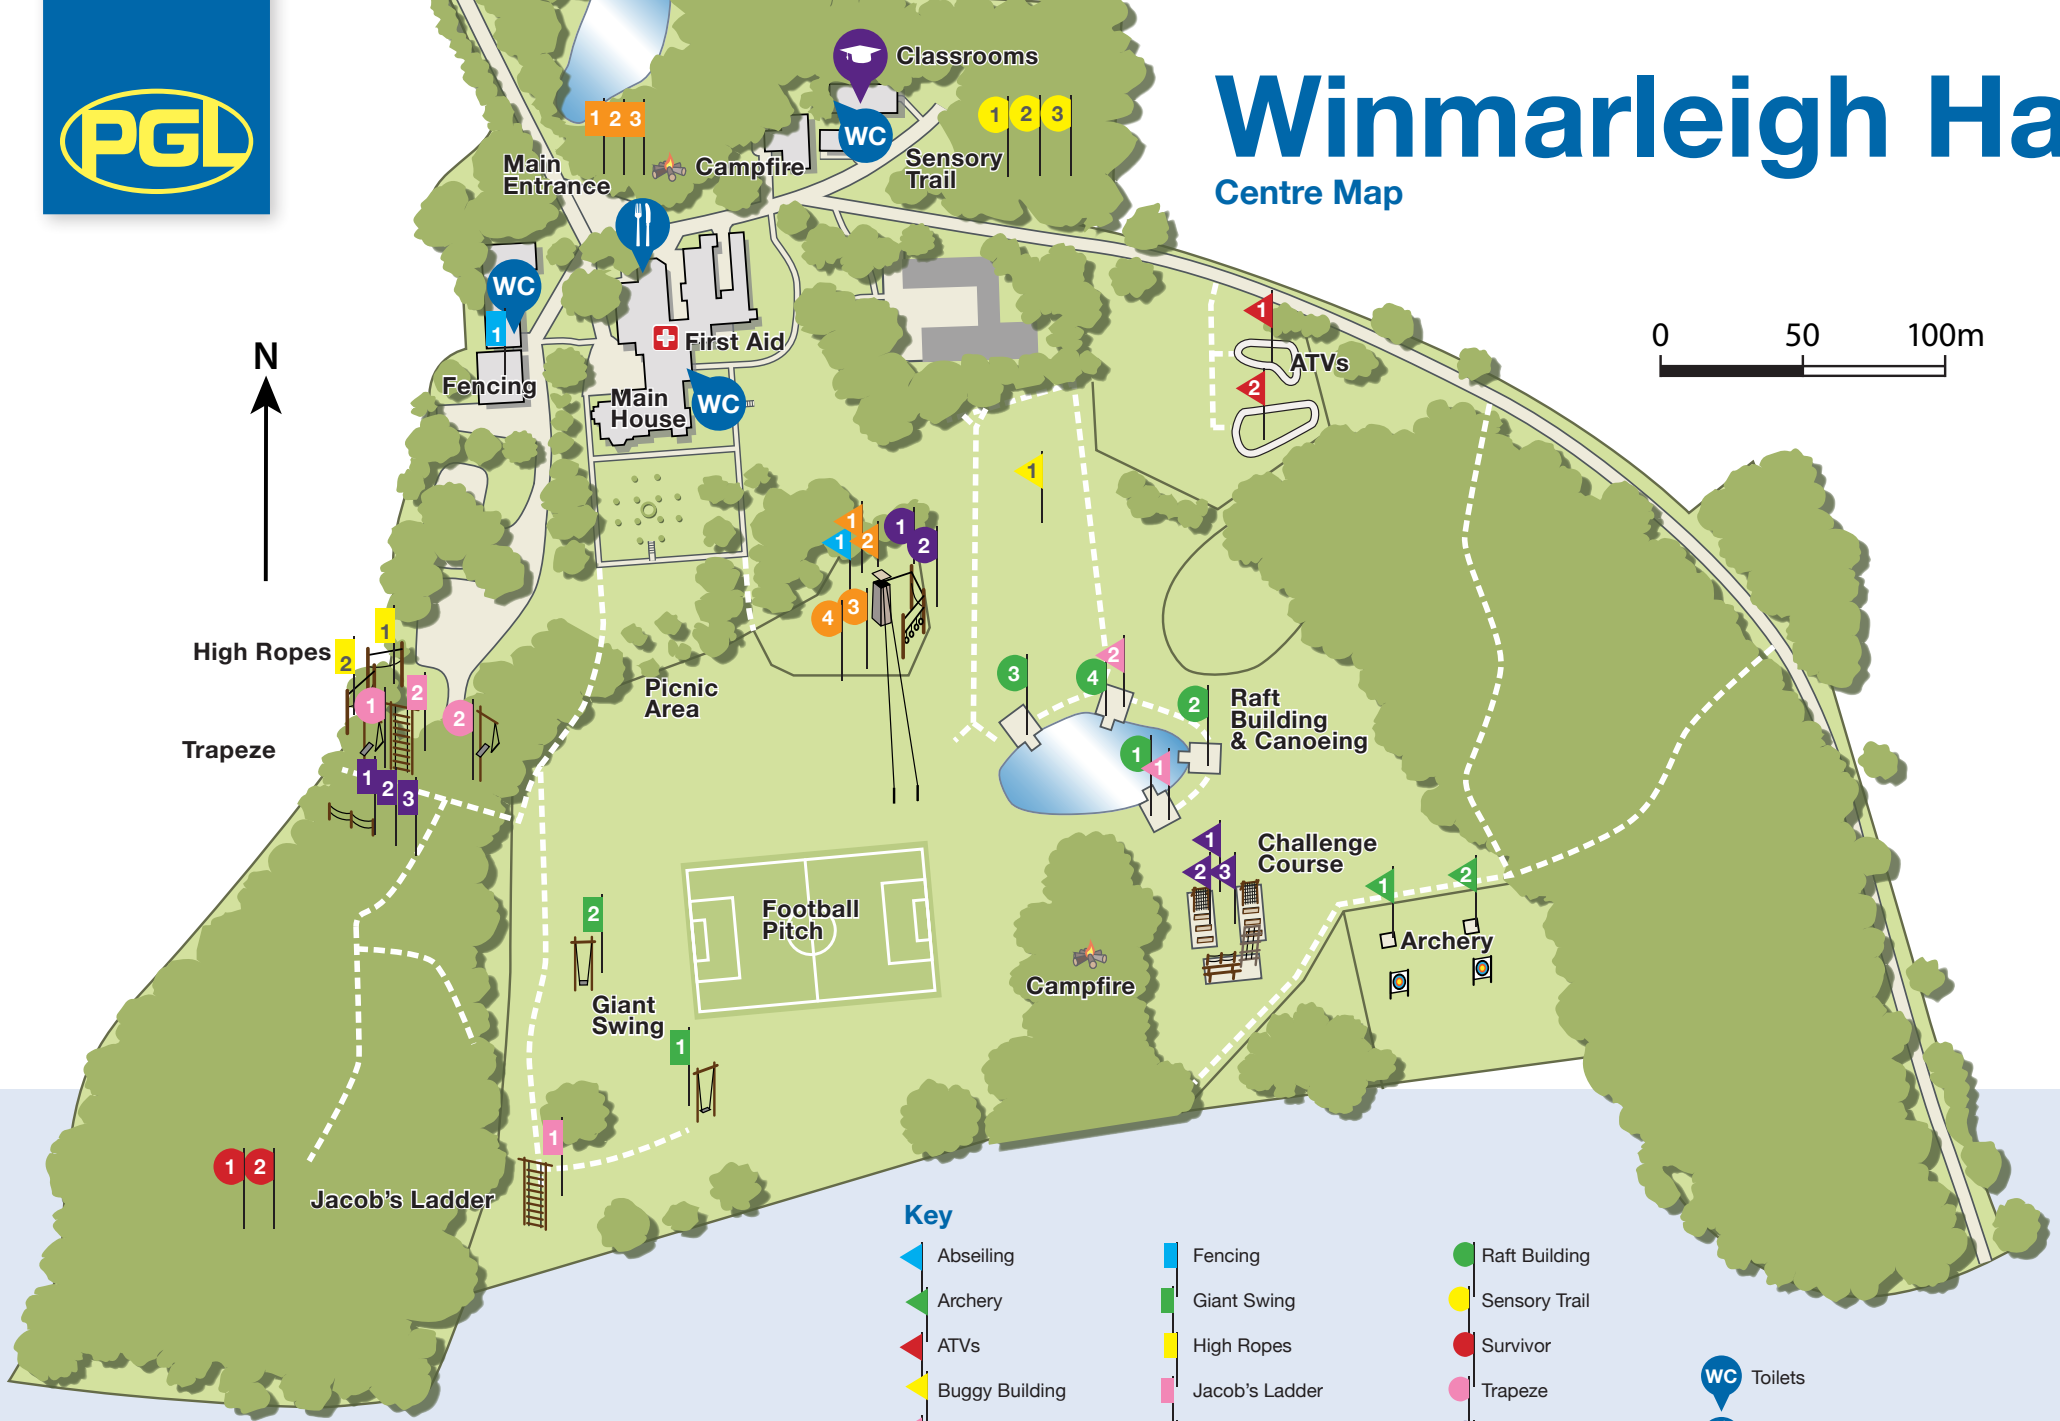 PGL
Winmarleigh Ha
Centre Map
Classrooms
WC
1 2 3
1 2 3
Main
Entrance
Campfire
Sensory
Trail
WC
1
First Aid
Fencing
Main
House
WC
N
0 50 100m
1
ATVs
2
1
1
1
2
1
2
4
3
High Ropes
1
2
1
2
2
Trapeze
1
2
3
Picnic
Area
3
4
2
2
1
1
Raft
Building
& Canoeing
1
2
3
Challenge
Course
1
2
Archery
Football
Pitch
Campfire
2
Giant
Swing
1
1
1
2
Jacob's Ladder
Key
Abseiling
Archery
ATVs
Buggy Building
Fencing
Giant Swing
High Ropes
Jacob's Ladder
Raft Building
Sensory Trail
Survivor
Trapeze
WC Toilets